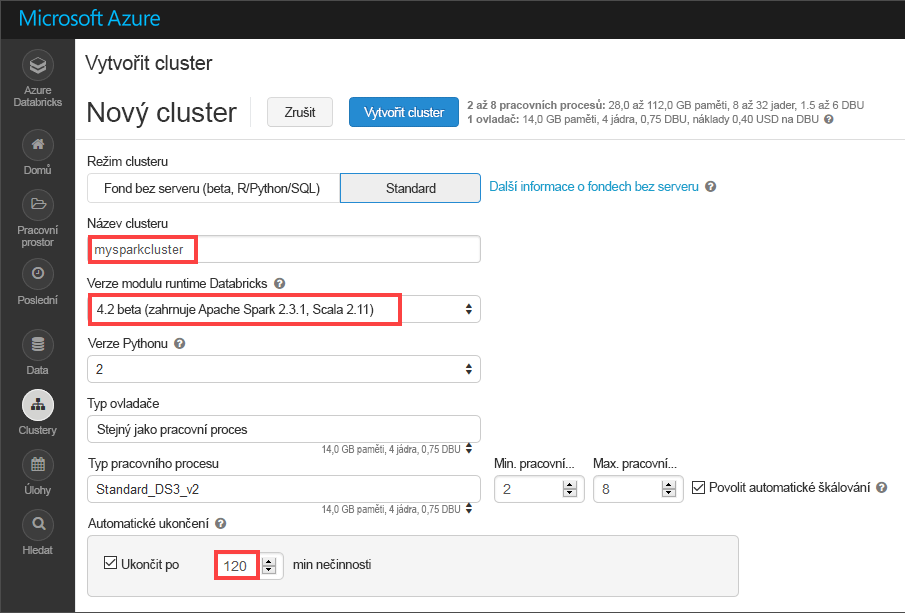 Microsoft Azure
Azure
Databricks
Domů
Pracovní
prostor
Poslední
Data
Clustery
Úlohy
Hledat
Vytvořit cluster
Nový cluster
Zrušit
Vytvořit cluster
2 až 8 pracovních procesů: 28,0 až 112,0 GB paměti, 8 až 32 jader, 1.5 až 6 DBU
1 ovladač: 14,0 GB paměti, 4 jádra, 0,75 DBU, náklady 0,40 USD na DBU ?
Režim clusteru
Fond bez serveru (beta, R/Python/SQL)
Standard
Další informace o fondech bez serveru ?
Název clusteru
mysparkcluster
Verze modulu runtime Databricks ?
4.2 beta (zahrnuje Apache Spark 2.3.1, Scala 2.11)
Verze Pythonu ?
2
Typ ovladače
Stejný jako pracovní proces
14,0 GB paměti, 4 jádra, 0,75 DBU
Typ pracovního procesu
Min. pracovní...
Max. pracovní...
Standard_DS3_v2
2
8
Povolit automatické škálování ?
14,0 GB paměti, 4 jádra, 0,75 DBU
Automatické ukončení ?
Ukončit po
120
min nečinnosti